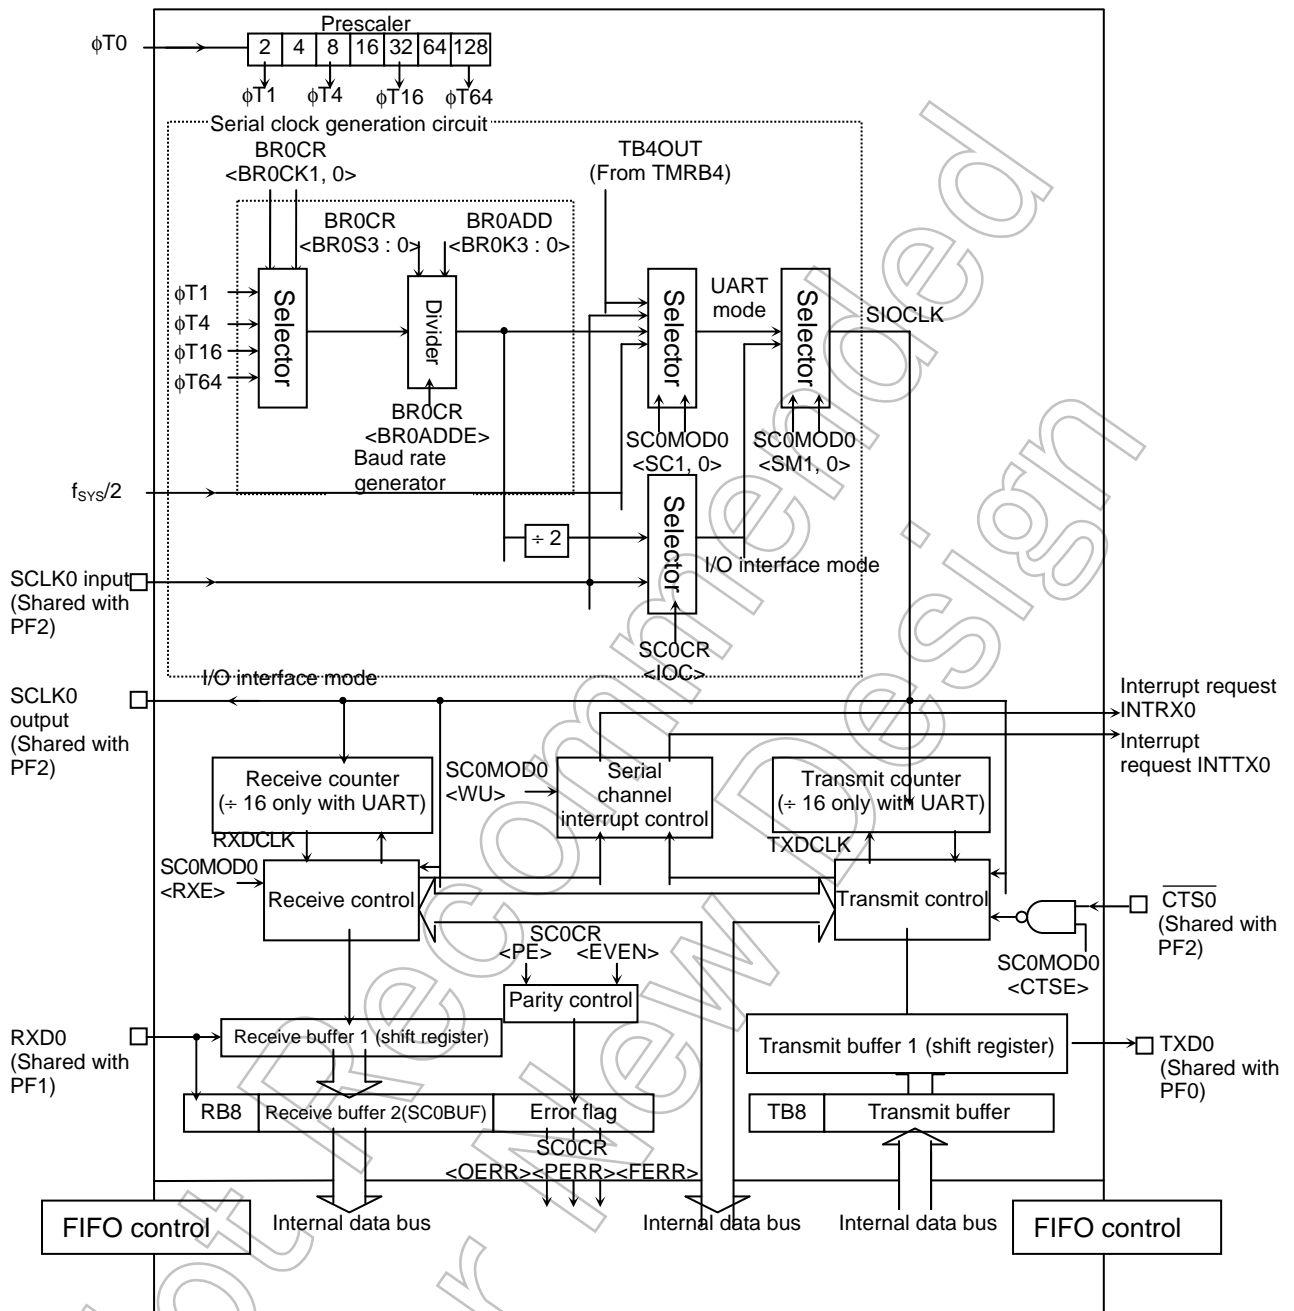 Prescaler
ϕT0
2 4 8 16 32 64 128
ϕT1 ϕT4 ϕT16 ϕT64
Serial clock generation circuit
BR0CR
<BR0CK1, 0>
TB4OUT
(From TMRB4)
BR0CR
<BR0S3 : 0>
BR0ADD
<BR0K3 : 0>
ϕT1
ϕT4
ϕT16
ϕT64
Selector
Divider
Selector
UART
mode
Selector
SIOCLK
BR0CR
<BR0ADDE>
Baud rate
generator
SC0MOD0
<SC1, 0>
SC0MOD0
<SM1, 0>
fSYS/2
÷ 2
Selector
I/O interface mode
SCLK0 input
(Shared with
PF2)
SC0CR
<IOC>
I/O interface mode
SCLK0
output
(Shared with
PF2)
Interrupt request
INTRX0
Interrupt
request INTTX0
Receive counter
(÷ 16 only with UART)
SC0MOD0
<WU>
Serial
channel
interrupt control
Transmit counter
(÷ 16 only with UART)
RXDCLK
TXDCLK
SC0MOD0
<RXE>
Receive control
Transmit control
CTS0
(Shared with
PF2)
SC0MOD0
<CTSE>
SC0CR
<PE> <EVEN>
Parity control
RXD0
(Shared with
PF1)
Receive buffer 1 (shift register)
Transmit buffer 1 (shift register)
TXD0
(Shared with
PF0)
RB8 Receive buffer 2(SC0BUF) Error flag
TB8 Transmit buffer
SC0CR
<OERR><PERR><FERR>
FIFO control
Internal data bus
Internal data bus
Internal data bus
FIFO control
Not Recommended
for New Design